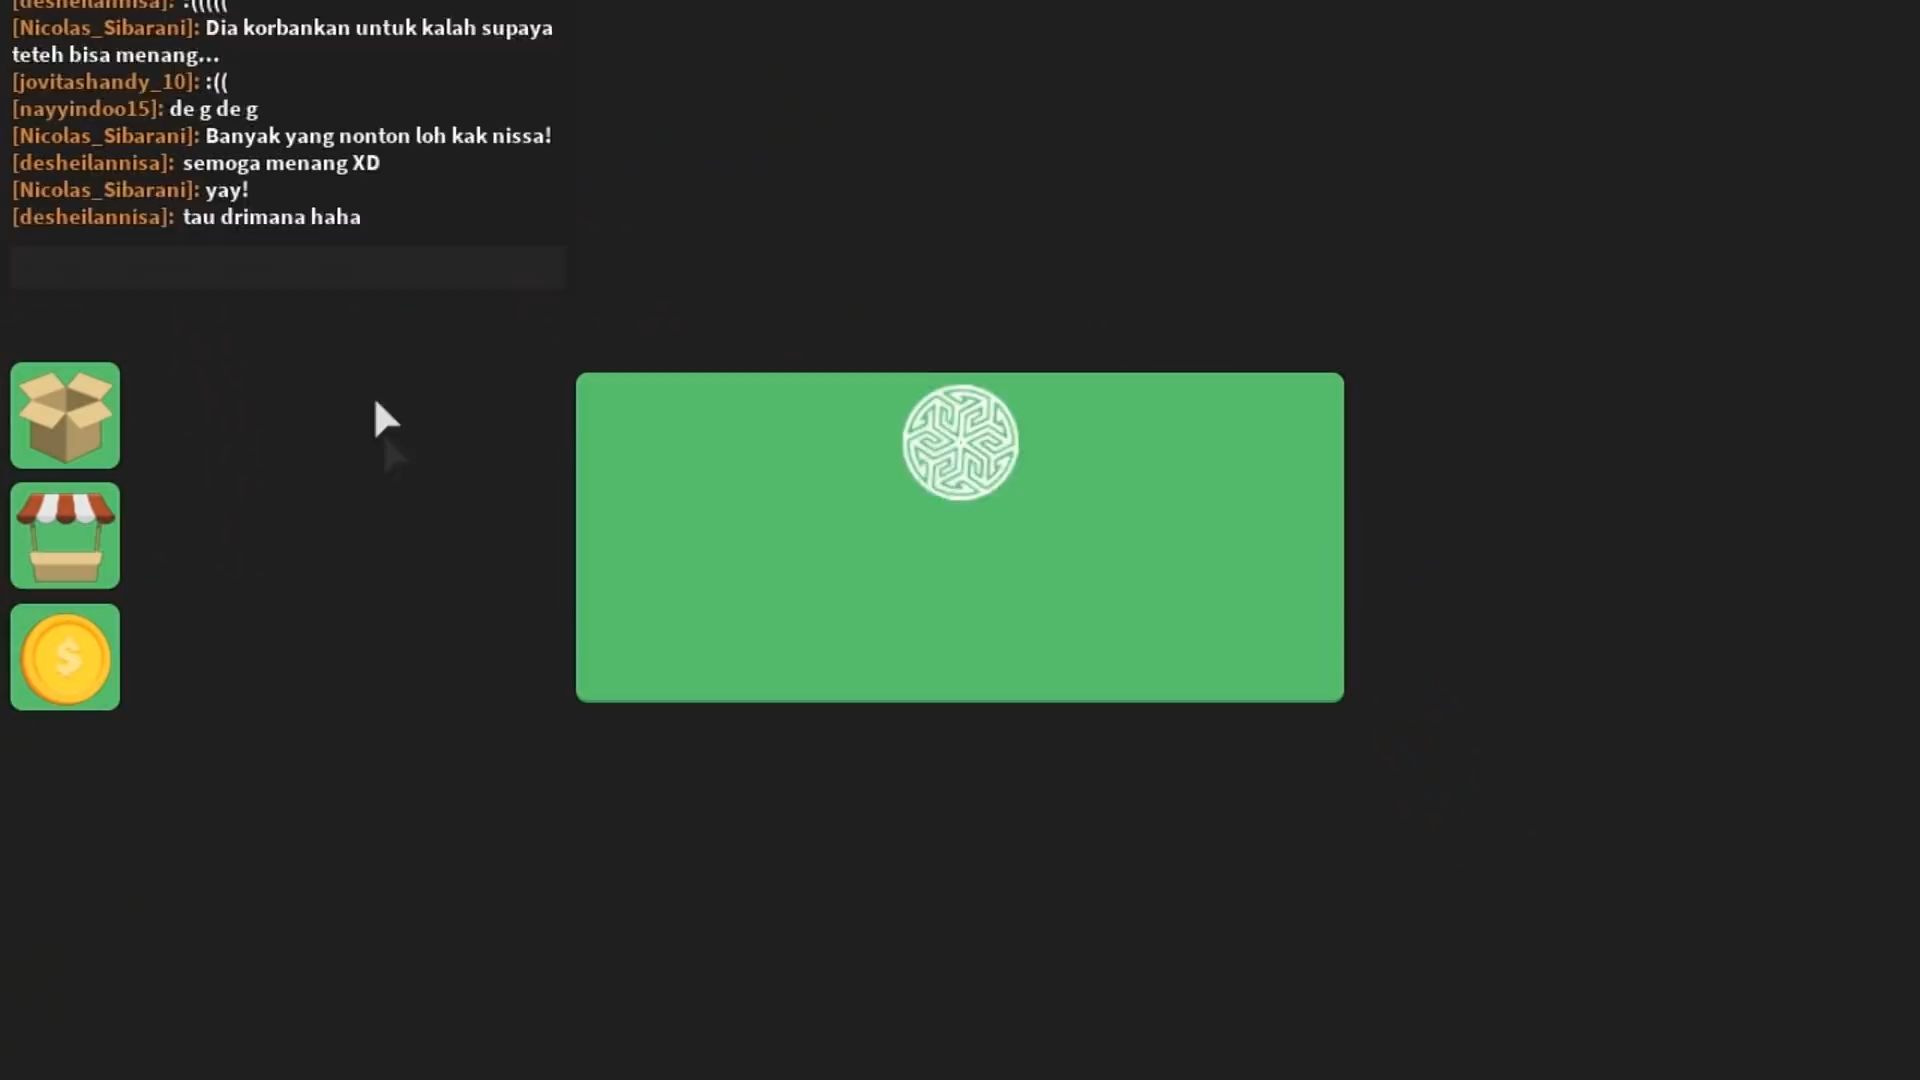 [desheilannisa]: :(((((
[Nicolas_Sibarani]: Dia korbankan untuk kalah supaya
teteh bisa menang...
[jovitashandy_10]: :((
[nayyindoo15]: de g de g
[Nicolas_Sibarani]: Banyak yang nonton loh kak nissa!
[desheilannisa]: semoga menang XD
[Nicolas_Sibarani]: yay!
[desheilannisa]: tau drimana haha
$